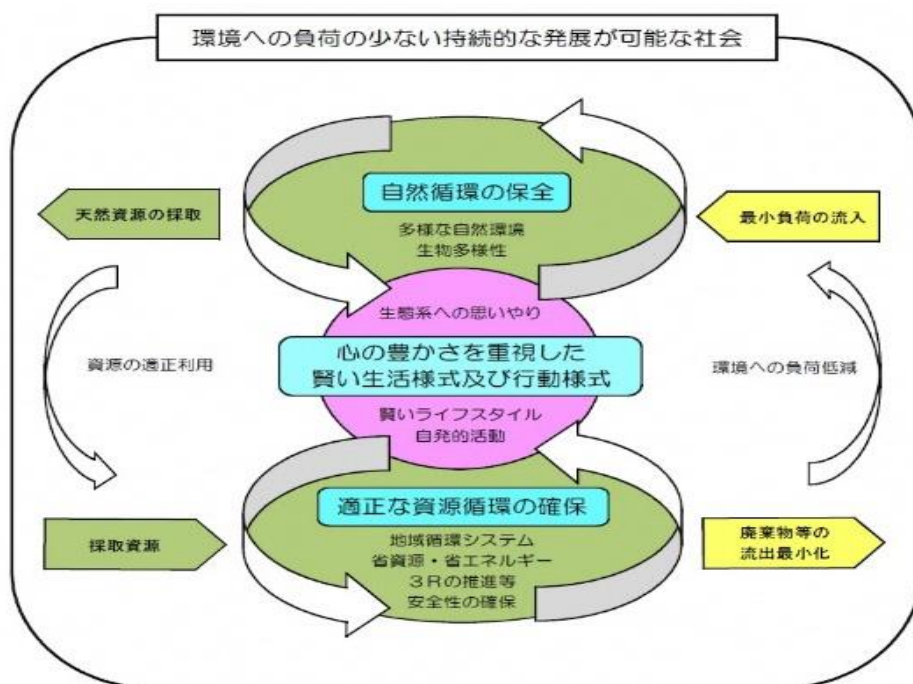 環境への負荷の少ない持続的な発展が可能な社会
自然循環の保全
多様な自然環境
生物多様性
天然資源の採取
最小負荷の流入
生態系への思いやり
心の豊かさを重視した
賢い生活様式及び行動様式
賢いライフスタイル
自発的活動
資源の適正利用
環境への負荷低減
適正な資源循環の確保
地域循環システム
省資源・省エネルギー
3Rの推進等
安全性の確保
採取資源
廃棄物等の
流出最小化